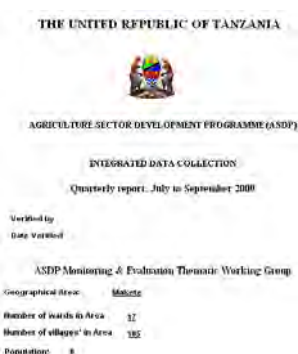 THE UNITED REPUBLIC OF TANZANIA
AGRICULTURE SECTOR DEVELOPMENT PROGRAMME (ASDP)
INTEGRATED DATA COLLECTION
Quarterly report: July to September 2009
Verified by
Date Verified
ASDP Monitoring & Evaluation Thematic Working Group
Geographical Area: Makete
Number of wards in Area 17
Number of villages' in Area
Population: